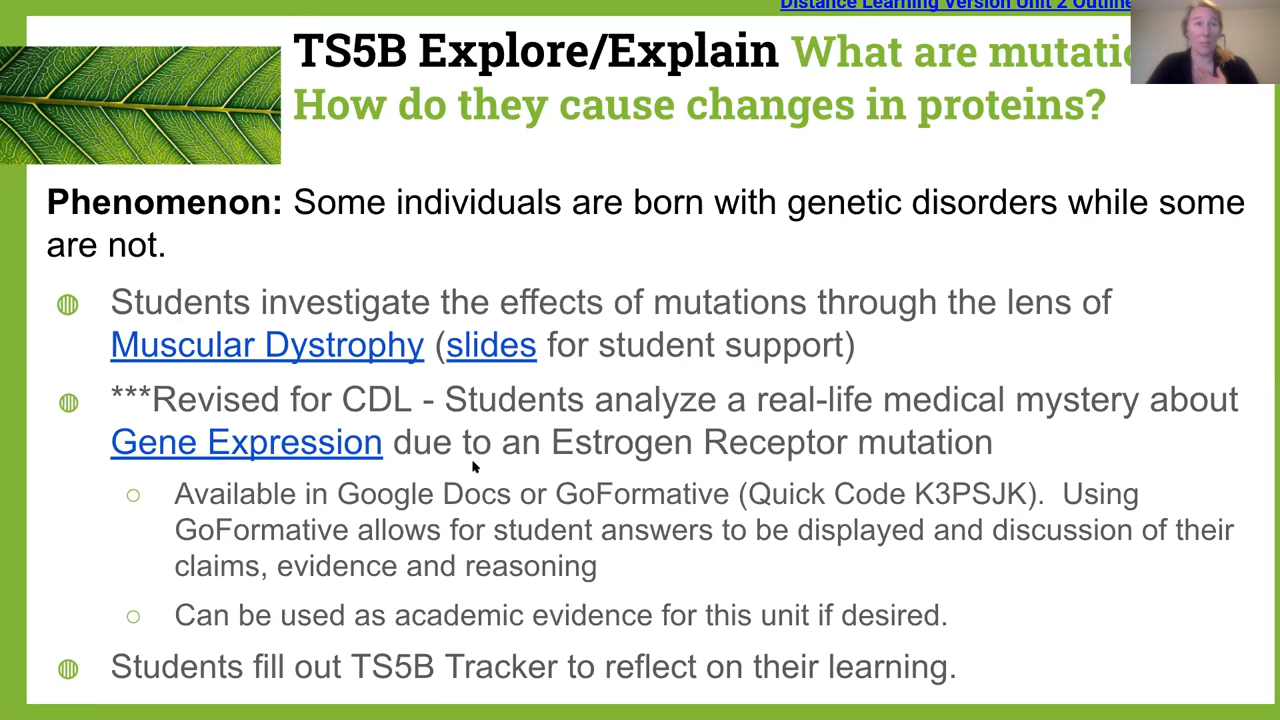 Distance Learning Version Unit 2 Outline
TS5B Explore/Explain What are
How do they cause changes in proteins?
Phenomenon: Some individuals are born with genetic disorders while some
are not.
Students investigate the effects of mutations through the lens of
Muscular Dystrophy (slides for student support)
***Revised for CDL - Students analyze a real-life medical mystery about
Gene Expression due to an Estrogen Receptor mutation
Available in Google Docs or GoFormative (Quick Code K3PSJK). Using
GoFormative allows for student answers to be displayed and discussion of their
claims, evidence and reasoning
Can be used as academic evidence for this unit if desired.
Students fill out TS5B Tracker to reflect on their learning.